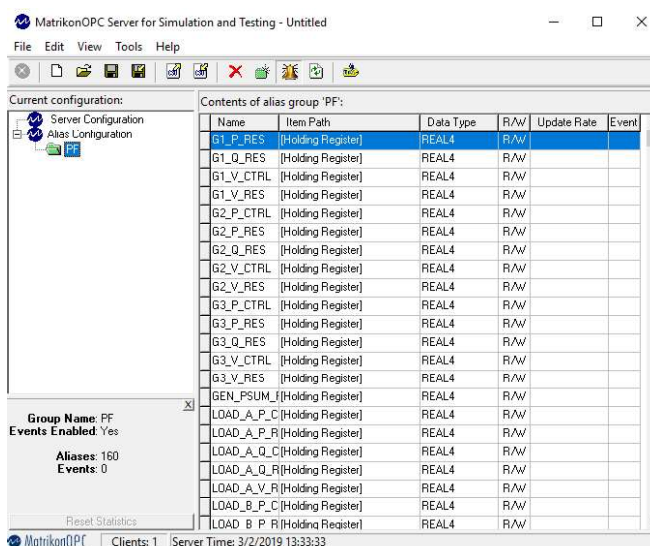 MatrikonOPC Server for Simulation and Testing - Untitled
File Edit View Tools Help
Current configuration:
Server Configuration
Alias Configuration
PF
Contents of alias group 'PF':
Name Item Path Data Type R/W Update Rate Event
G1_P_RES [Holding Register] REAL4 R/W
G1_Q_RES [Holding Register] REAL4 R/W
G1_V_CTRL [Holding Register] REAL4 R/W
G1_V_RES [Holding Register] REAL4 R/W
G2_P_CTRL [Holding Register] REAL4 R/W
G2_P_RES [Holding Register] REAL4 R/W
G2_Q_RES [Holding Register] REAL4 R/W
G2_V_CTRL [Holding Register] REAL4 R/W
G2_V_RES [Holding Register] REAL4 R/W
G3_P_CTRL [Holding Register] REAL4 R/W
G3_P_RES [Holding Register] REAL4 R/W
G3_Q_RES [Holding Register] REAL4 R/W
G3_V_CTRL [Holding Register] REAL4 R/W
G3_V_RES [Holding Register] REAL4 R/W
[Holding Register] REAL4 R/W
LOAD_A_P_C [Holding Register] REAL4 R/W
LOAD_A_P_R [Holding Register] REAL4 R/W
LOAD_A_Q_C [Holding Register] REAL4 R/W
LOAD_A_Q_R [Holding Register] REAL4 R/W
LOAD_A_V_R [Holding Register] REAL4 R/W
LOAD_B_P_C [Holding Register] REAL4 R/W
LOAD_B_P_R [Holding Register] REAL4 R/W
Group Name: PF
Events Enabled: Yes
Aliases: 160
Events: 0
Reset Statistics
MatrikonOPC Clients: 1 Server Time: 3/2/2019 13:33:33